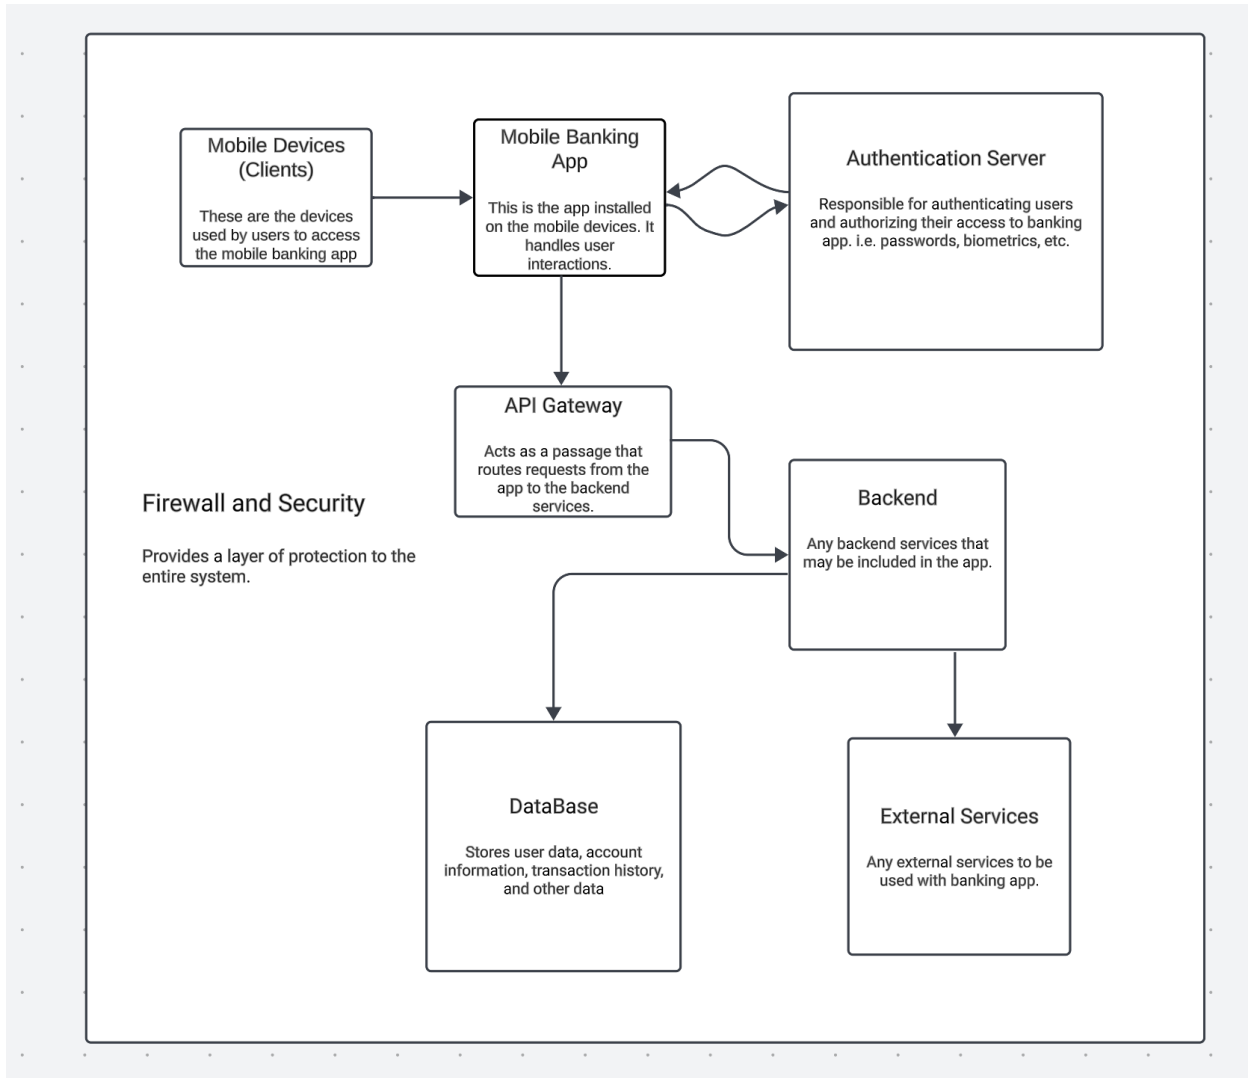 Mobile Devices
(Clients)
These are the devices
used by users to access
the mobile banking app
Mobile Banking
App
This is the app installed
on the mobile devices. It
handles user
interactions.
Authentication Server
Responsible for authenticating users
and authorizing their access to banking
app. i.e. passwords, biometrics, etc.
API Gateway
Acts as a passage that
routes requests from the
app to the backend
services.
Firewall and Security
Provides a layer of protection to the
entire system.
Backend
Any backend services that
may be included in the app.
DataBase
Stores user data, account
information, transaction history,
and other data
External Services
Any external services to be
used with banking app.